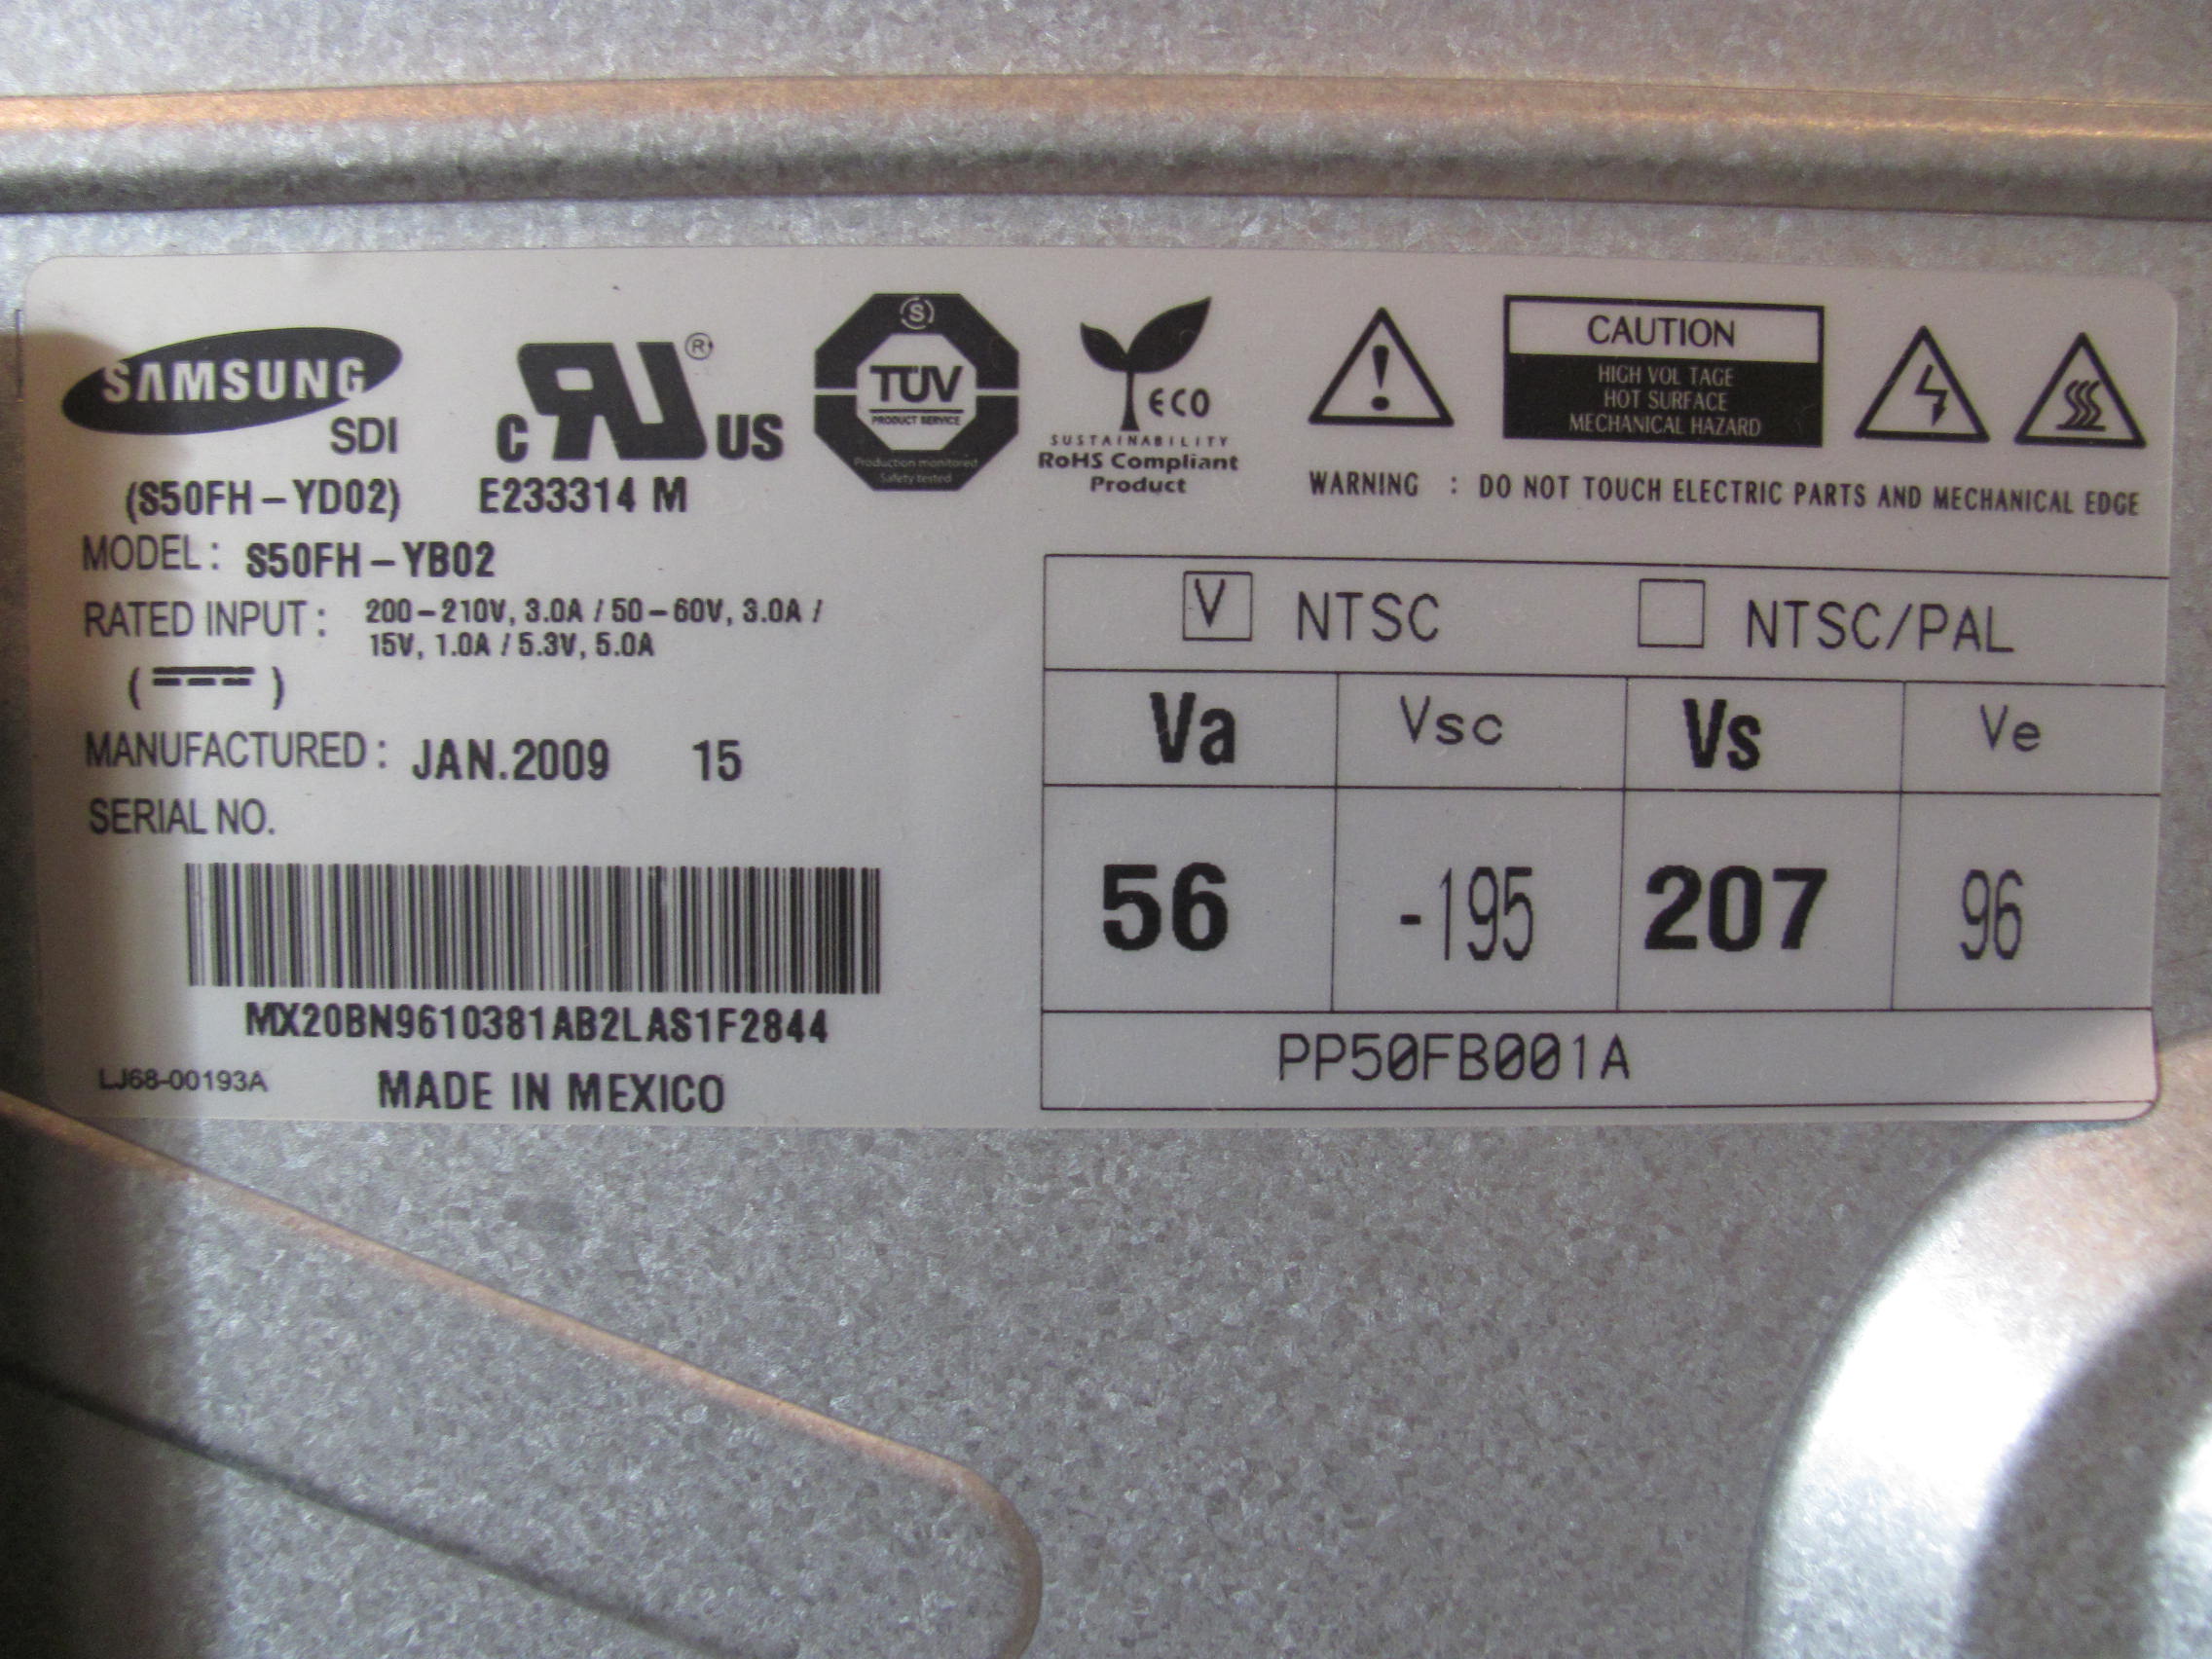 SAMSUNG
SDI
(S50FH-YD02)
C RU ® US
E233314 M
S
TÜV
PRODUCT SERVICE
Production monitored
Safety tested
ECO
SUSTAINABILITY
RoHS Compliant
Product
CAUTION
HIGH VOL TAGE
HOT SURFACE
MECHANICAL HAZARD
WARNING : DO NOT TOUCH ELECTRIC PARTS AND MECHANICAL EDGE
MODEL: S50FH-YB02
RATED INPUT: 200-210V, 3.0A / 50-60V, 3.0A /
15V, 1.0A / 5.3V, 5.0A
MANUFACTURED: JAN.2009 15
SERIAL NO.
MX20BN9610381AB2LAS1F2844
LJ68-00193A MADE IN MEXICO
V NTSC NTSC/PAL
Va Vsc Vs Ve
56 -195 207 96
PP50FB001A